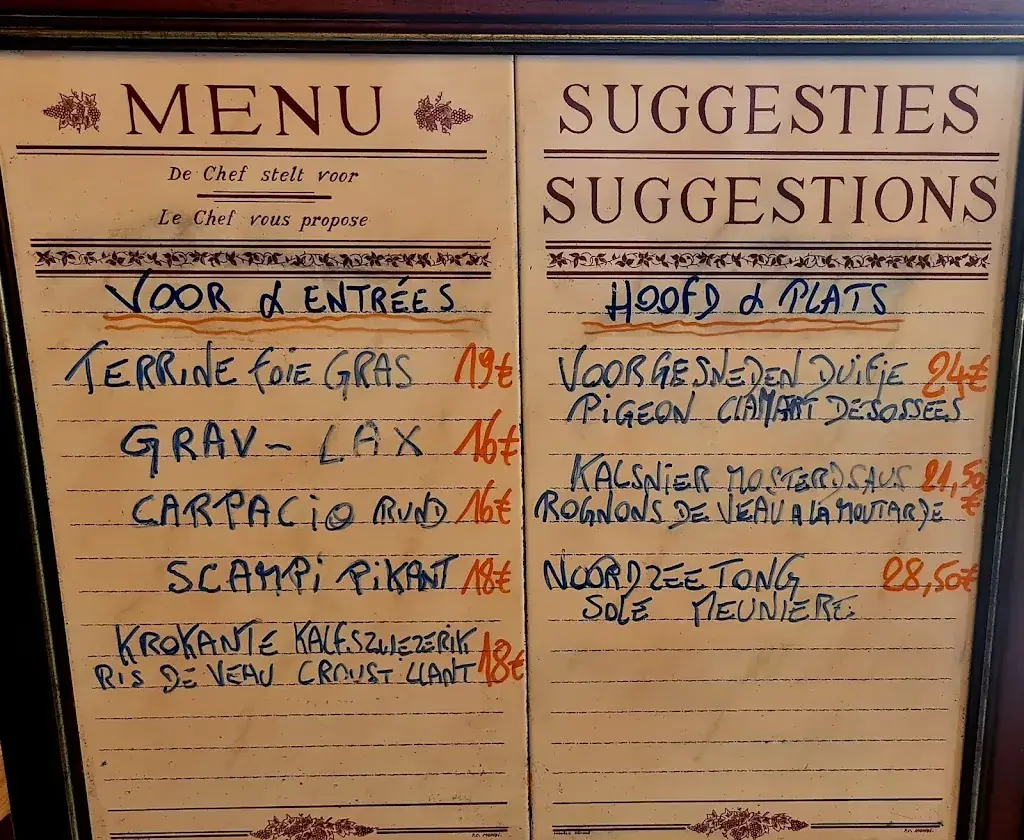 MENU
De Chef stelt voor
Le Chef vous propose
VOOR & ENTRÉES
TERRINE foie GRAS 19€
GRAV~ LAX 16€
CARPACiO RUND 16€
SCAMPi PiKANT 18€
KROKANTE KALFSZWEZERIK
RIS DE VEAU CROUSTILLANT 18€
SUGGESTIES
SUGGESTIONS
HOOFD & PLATS
VOORGESNEDEN DUiFJE 24€
PiGEON CLAMART DESOSSEES
KALSNiER MOSTERDSAUS 21,50
ROGNONS DE VEAU A LA MOUTARDE €
NOORDZEETONG 28,50€
SOLE MEUNIERE